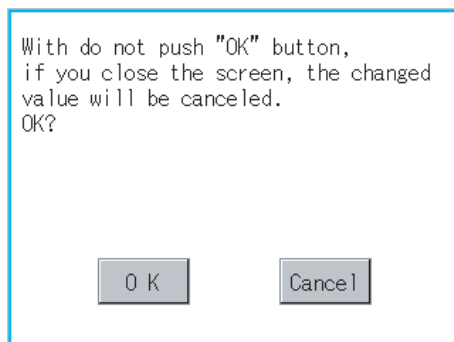 With do not push "OK" button,
if you close the screen, the changed
value will be canceled.
OK?
O K
Cancel